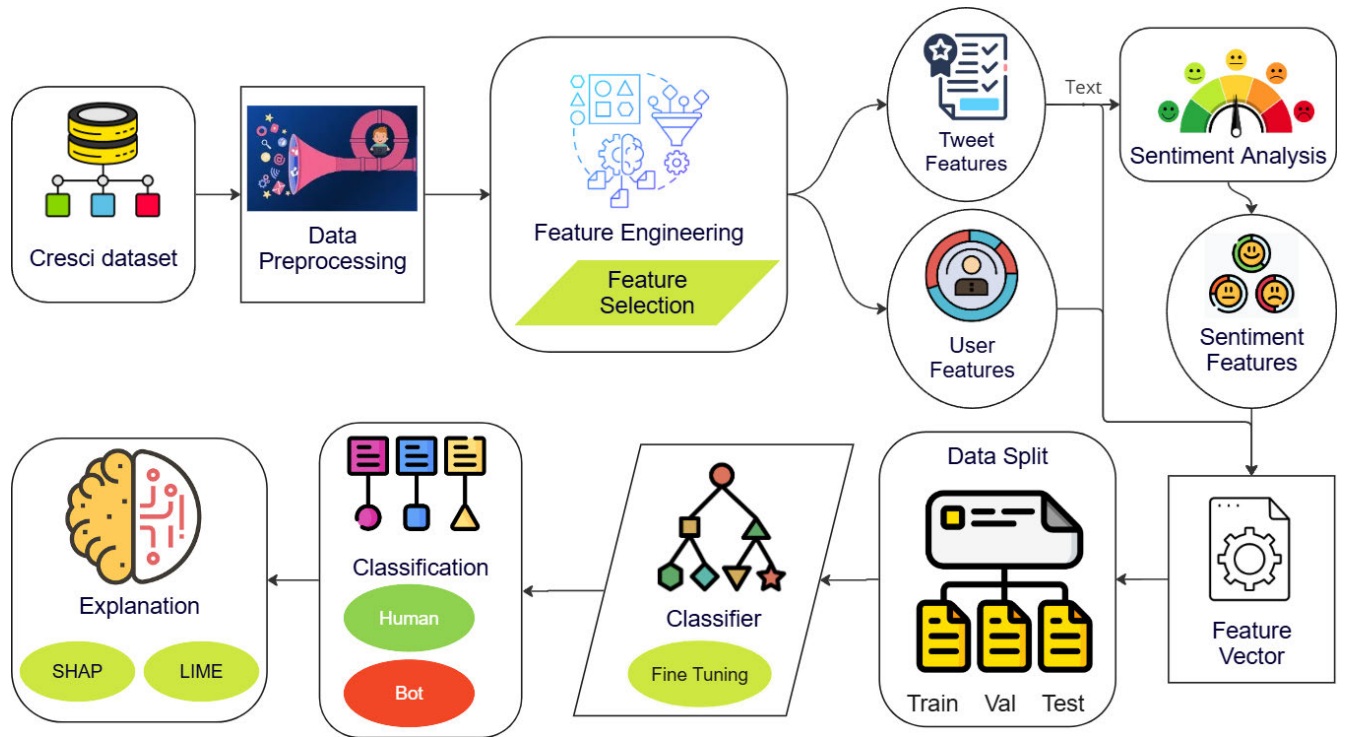 Cresci dataset
Data
Preprocessing
Feature Engineering
Feature
Selection
Tweet
Features
User
Features
Text
Sentiment Analysis
Sentiment
Features
Feature
Vector
Data Split
Train Val Test
Classifier
Fine Tuning
Classification
Human
Bot
Explanation
SHAP
LIME